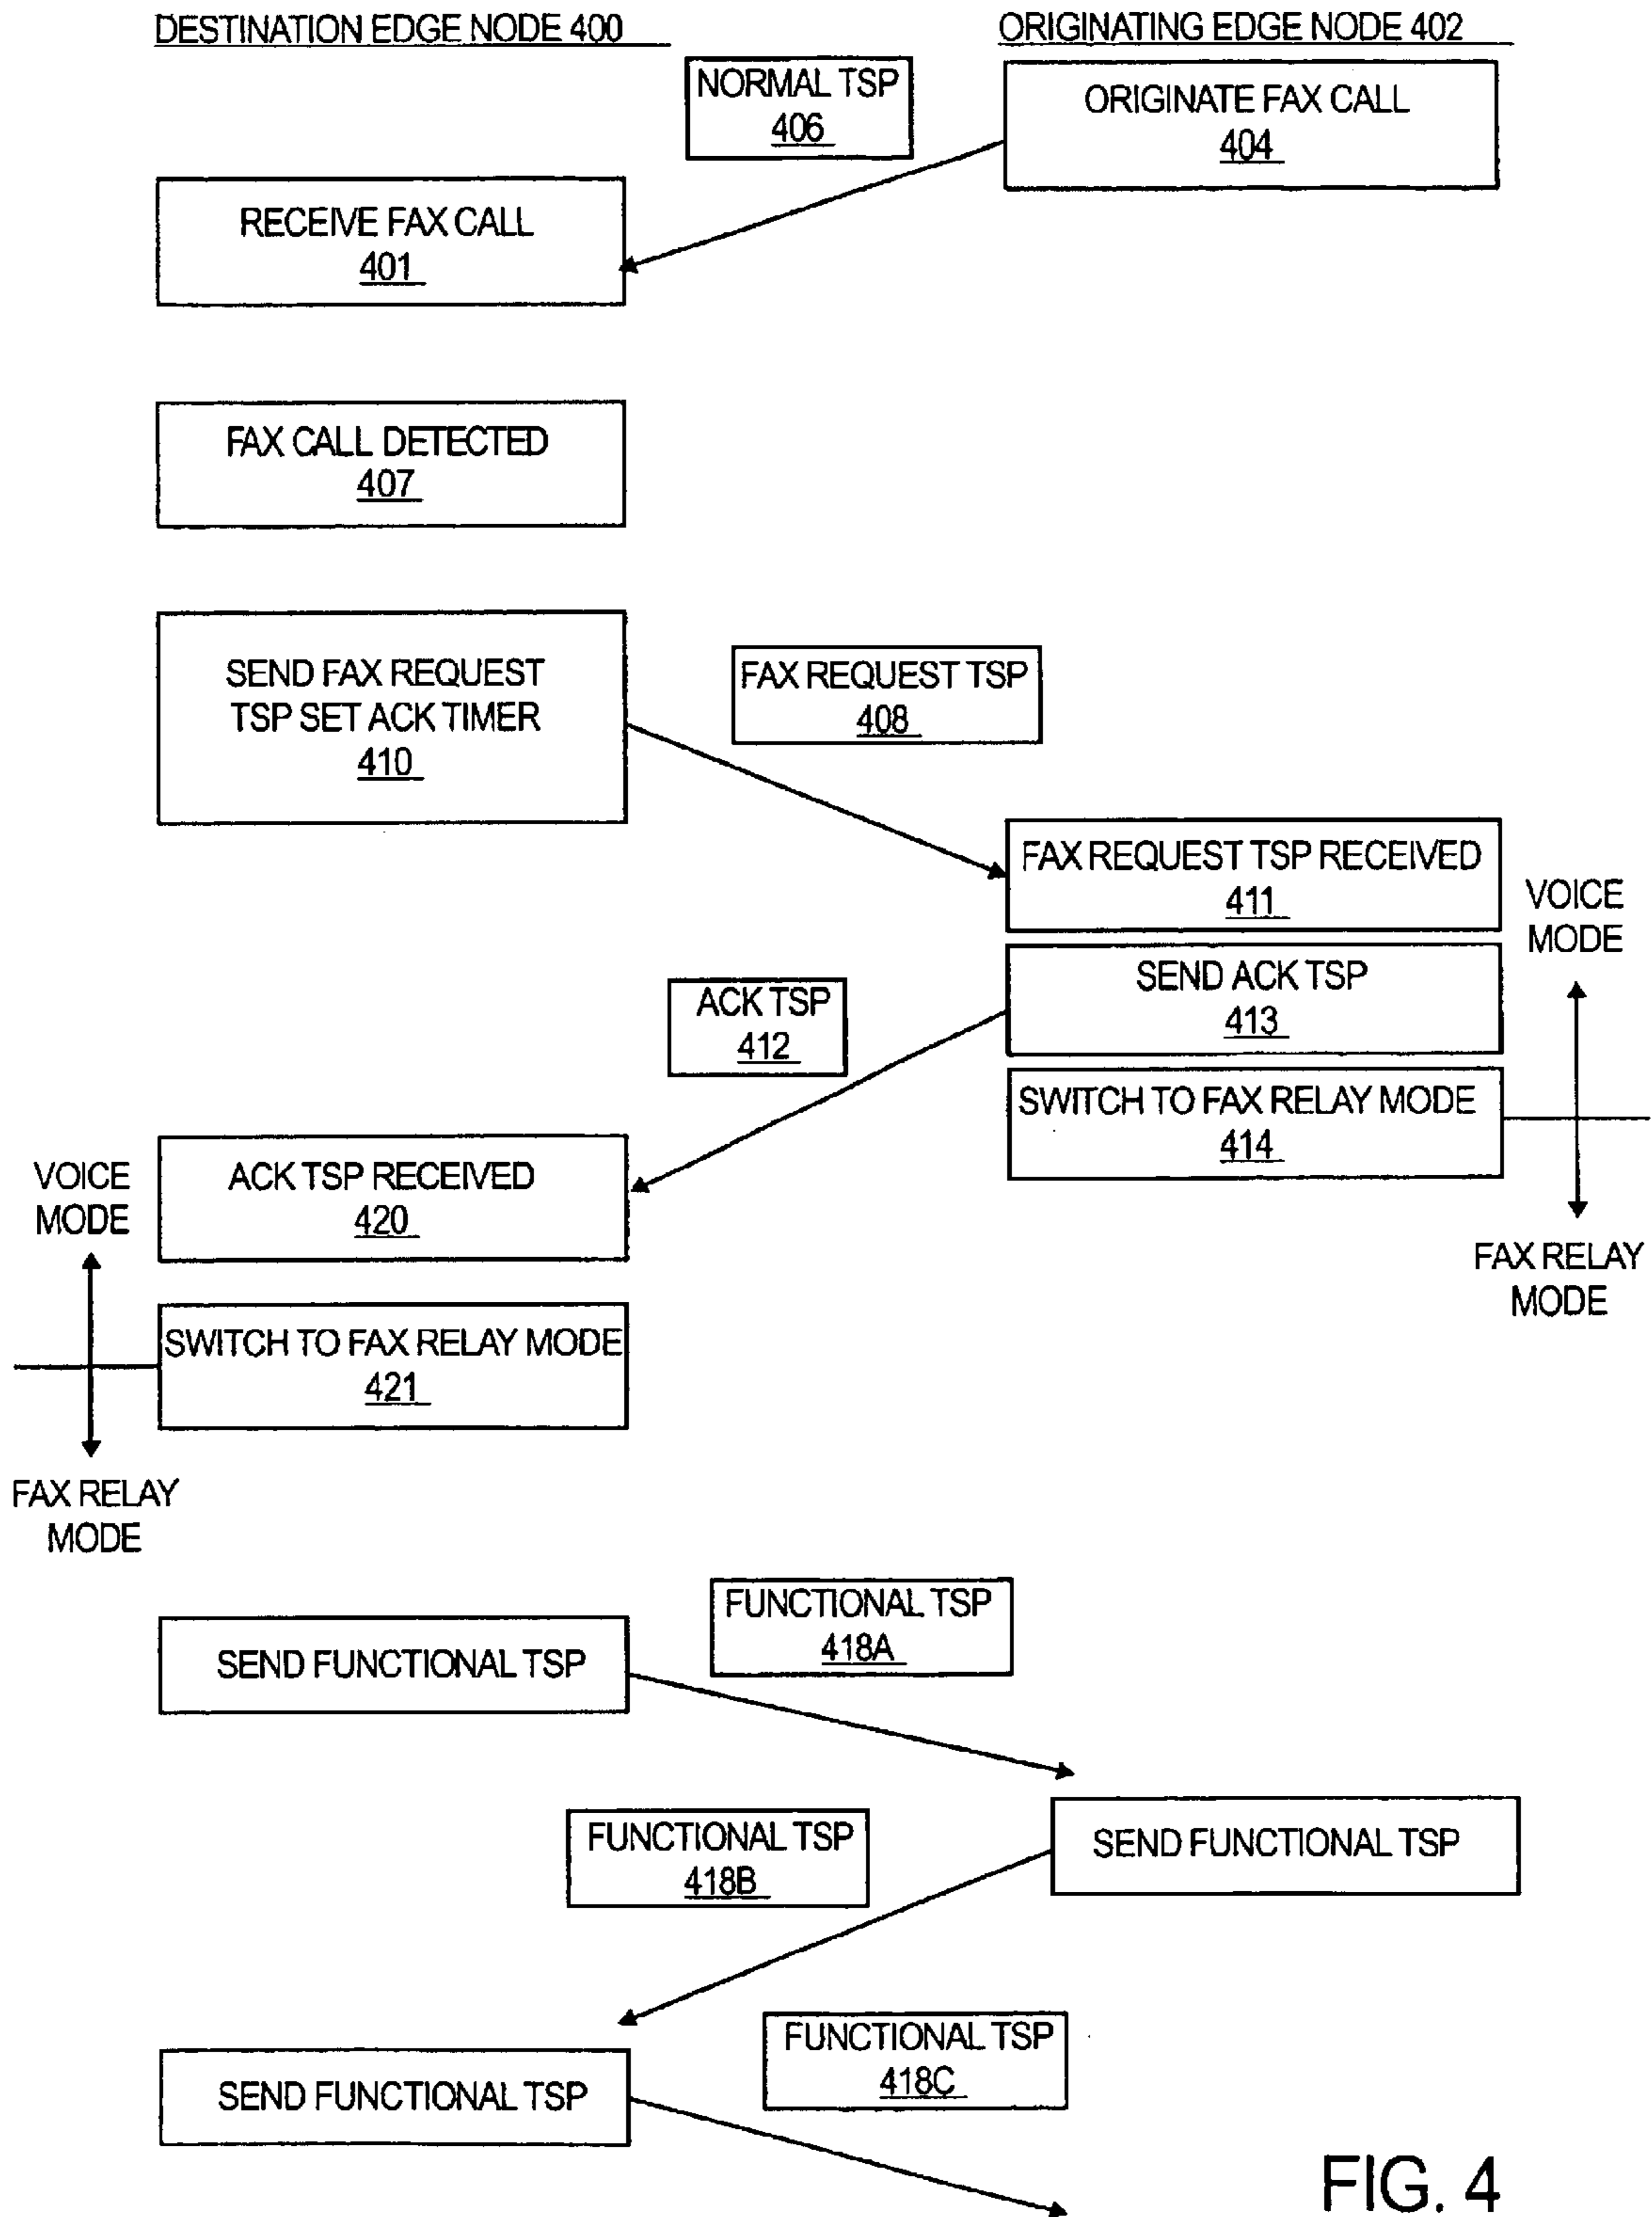 DESTINATION EDGE NODE 400
ORIGINATING EDGE NODE 402
NORMAL TSP
406
ORIGINATE FAX CALL
404
RECEIVE FAX CALL
401
FAX CALL DETECTED
407
SEND FAX REQUEST
TSP SET ACK TIMER
410
FAX REQUEST TSP
408
FAX REQUEST TSP RECEIVED
411
VOICE
MODE
SEND ACK TSP
413
ACK TSP
412
SWITCH TO FAX RELAY MODE
414
FAX RELAY
MODE
VOICE
MODE
ACK TSP RECEIVED
420
SWITCH TO FAX RELAY MODE
421
FAX RELAY
MODE
FUNCTIONAL TSP
418A
SEND FUNCTIONAL TSP
FUNCTIONAL TSP
418B
SEND FUNCTIONAL TSP
FUNCTIONAL TSP
418C
SEND FUNCTIONAL TSP
FIG. 4